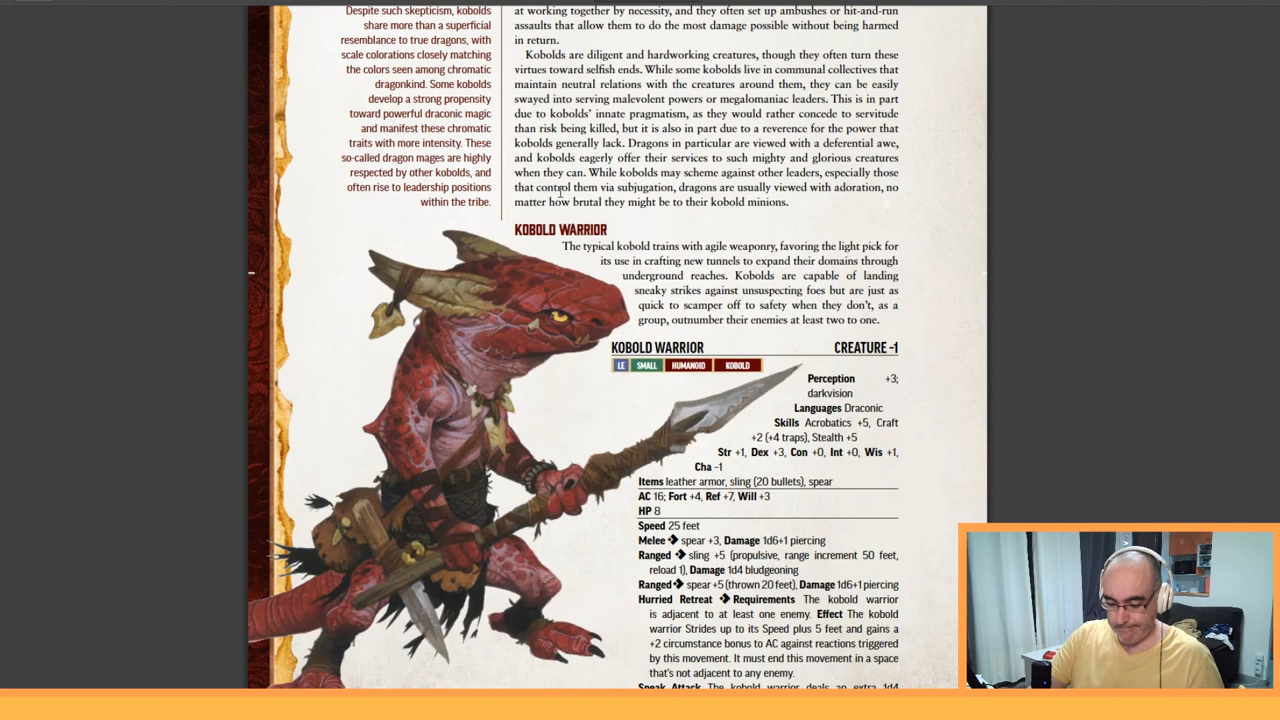 Despite such skepticism, kobolds
share more than a superficial
resemblance to true dragons, with
scale colorations closely matching
the colors seen among chromatic
dragonkind. Some kobolds
develop a strong propensity
toward powerful draconic magic
and manifest these chromatic
traits with more intensity. These
so-called dragon mages are highly
respected by other kobolds, and
often rise to leadership positions
within the tribe.
at working together by necessity, and they often set up ambushes or hit-and-run
assaults that allow them to do the most damage possible without being harmed
in return.
Kobolds are diligent and hardworking creatures, though they often turn these
virtues toward selfish ends. While some kobolds live in communal collectives that
maintain neutral relations with the creatures around them, they can be easily
swayed into serving malevolent powers or megalomaniac leaders. This is in part
due to kobolds' innate pragmatism, as they would rather concede to servitude
than risk being killed, but it is also in part due to a reverence for the power that
kobolds generally lack. Dragons in particular are viewed with a deferential awe,
and kobolds eagerly offer their services to such mighty and glorious creatures
when they can. While kobolds may scheme against other leaders, especially those
that control them via subjugation, dragons are usually viewed with adoration, no
matter how brutal they might be to their kobold minions.
KOBOLD WARRIOR
The typical kobold trains with agile weaponry, favoring the light pick for
its use in crafting new tunnels to expand their domains through
underground reaches. Kobolds are capable of landing
sneaky strikes against unsuspecting foes but are just as
quick to scamper off to safety when they don't, as a
group, outnumber their enemies at least two to one.
KOBOLD WARRIOR CREATURE –1
LE SMALL HUMANOID KOBOLD
Perception +3;
darkvision
Languages Draconic
Skills Acrobatics +5, Craft
+2 (+4 traps), Stealth +5
Str +1, Dex +3, Con +0, Int +0, Wis +1,
Cha –1
Items leather armor, sling (20 bullets), spear
AC 16; Fort +4, Ref +7, Will +3
HP 8
Speed 25 feet
Melee spear +3, Damage 1d6+1 piercing
Ranged sling +5 (propulsive, range increment 50 feet,
reload 1), Damage 1d4 bludgeoning
Ranged spear +5 (thrown 20 feet), Damage 1d6+1 piercing
Hurried Retreat Requirements The kobold warrior
is adjacent to at least one enemy. Effect The kobold
warrior Strides up to its Speed plus 5 feet and gains a
+2 circumstance bonus to AC against reactions triggered
by this movement. It must end this movement in a space
that's not adjacent to any enemy.
Sneak Attack The kobold warrior deals an extra 1d4